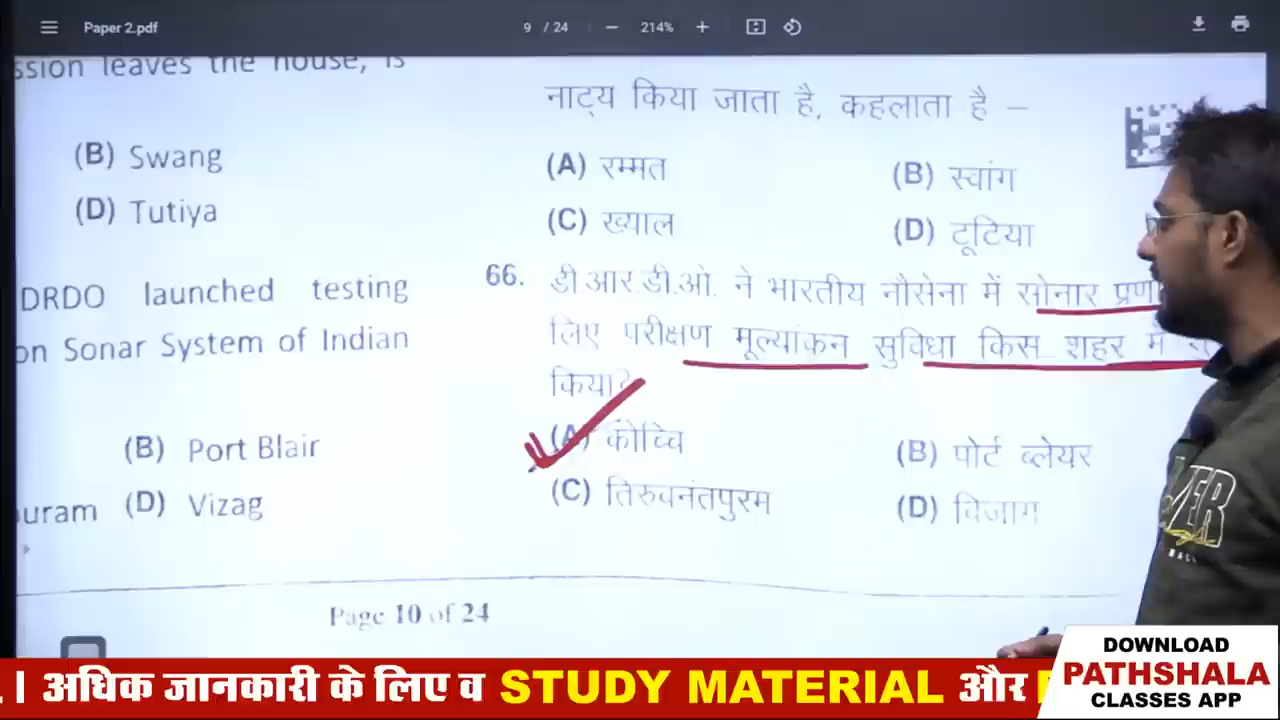 Paper 2.pdf
9 / 24
214%
ssion leaves the house, is
(B) Swang
(D) Tutiya
DRDO launched testing
on Sonar System of Indian
(B) Port Blair
uram (D) Vizag
नाट्य किया जाता है, कहलाता है –
(A) रम्मत (B) स्वांग
(C) ख्याल (D) टूटिया
66. डी.आर.डी.ओ. ने भारतीय नौसेना में सोनार प्रणा
लिए परीक्षण मूल्यांकन सुविधा किस शहर में
किया?
(A) कोच्चि (B) पोर्ट ब्लेयर
(C) तिरुवनंतपुरम (D) विजाग
Page 10 of 24
VER
। अधिक जानकारी के लिए व STUDY MATERIAL और
DOWNLOAD
PATHSHALA
CLASSES APP